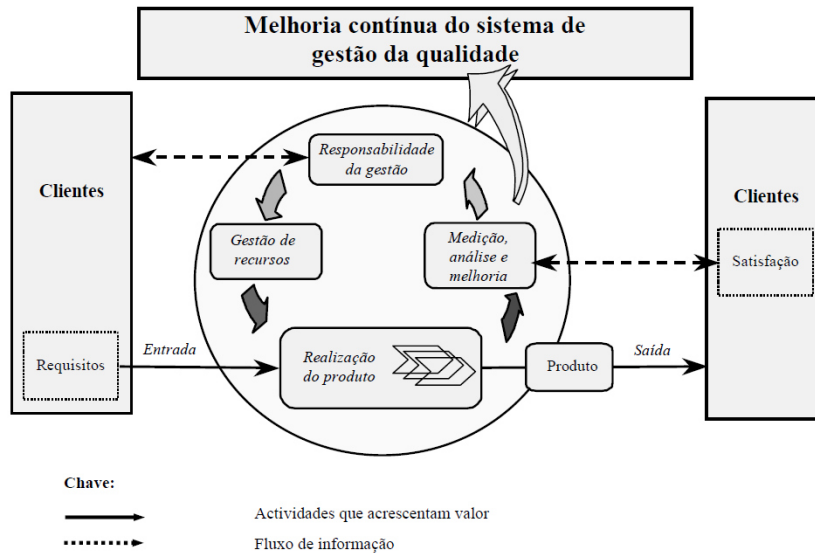 Melhoria contínua do sistema de
gestão da qualidade
Clientes
Responsabilidade
da gestão
Clientes
Gestão de
recursos
Medição,
análise e
melhoria
Satisfação
Requisitos
Entrada
Realização
do produto
Produto
Saída
Chave:
Actividades que acrescentam valor
Fluxo de informação